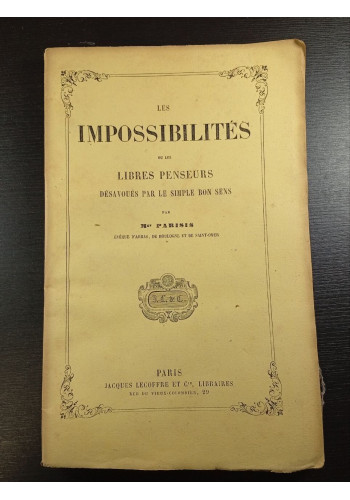 LES
IMPOSSIBILITÉS
OU LES
LIBRES PENSEURS
DÉSAVOUÉS PAR LE SIMPLE BON SENS
PAR
Mgr PARISIS
ÉVÊQUE D'ARRAS, DE BOULOGNE ET DE SAINT-OMER.
J. L. & C.
PARIS
JACQUES LECOFFRE ET Cie, LIBRAIRES
RUE DU VIEUX-COLOMBIER, 29